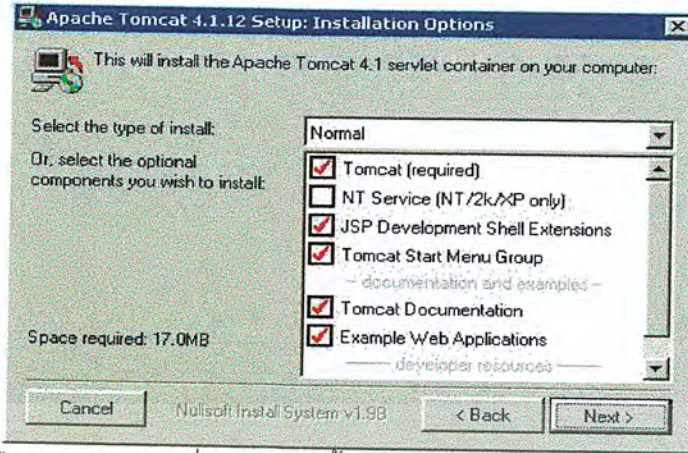 Apache Tomcat 4.1.12 Setup: Installation Options
This will install the Apache Tomcat 4.1 servlet container on your computer:
Select the type of install:
Normal
Or, select the optional
components you wish to install:
Tomcat (required)
NT Service (NT/2k/XP only)
JSP Development Shell Extensions
Tomcat Start Menu Group
- documentation and examples -
Tomcat Documentation
Example Web Applications
developer resources
Space required: 17.0MB
Cancel
Nullsoft Install System v1.98
< Back
Next >